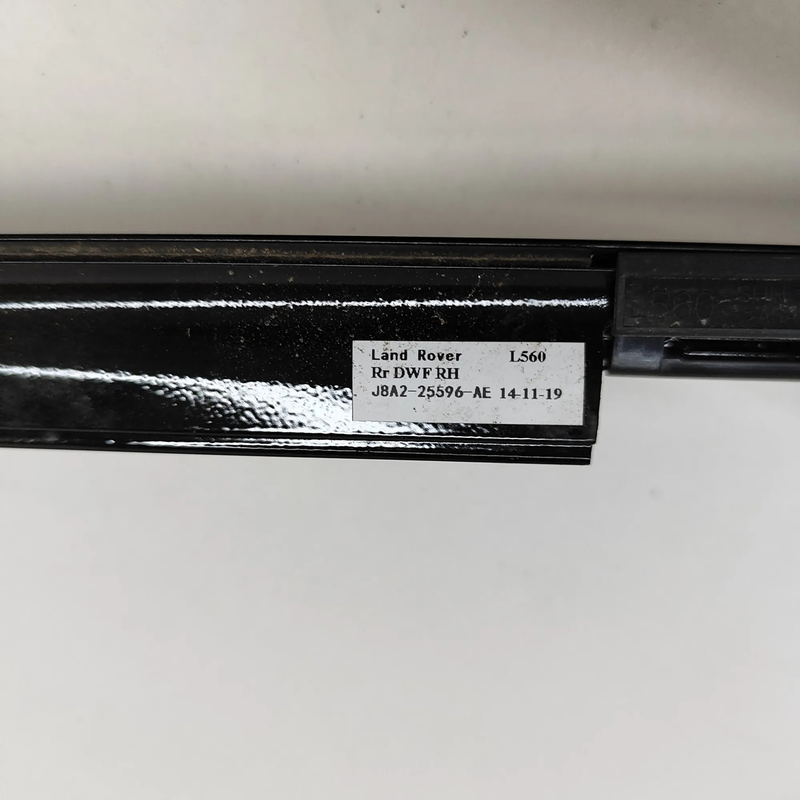 Land Rover L560
Rr DWF RH
J8A2-25596-AE 14-11-19